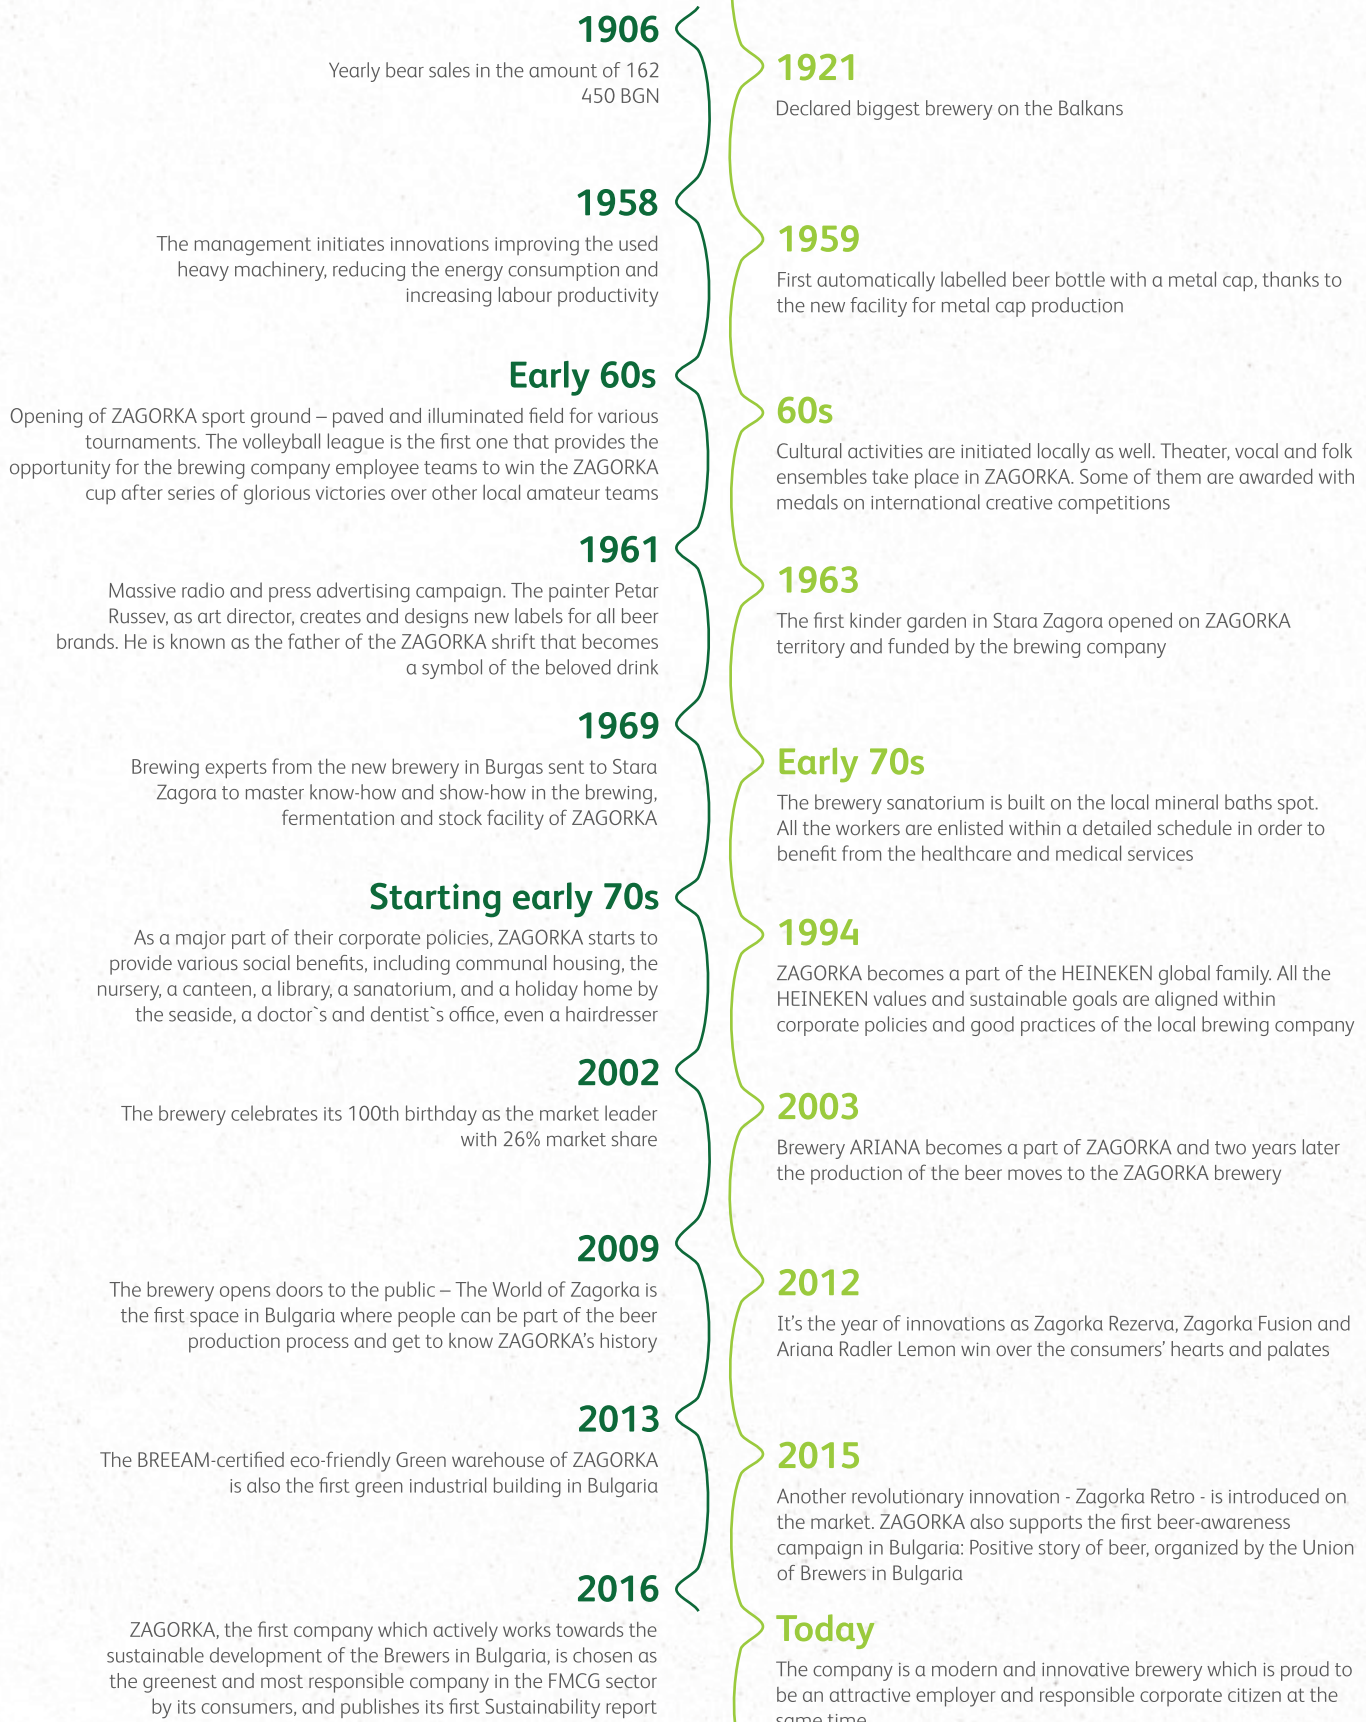 1906
Yearly bear sales in the amount of 162
450 BGN
1921
Declared biggest brewery on the Balkans
1958
The management initiates innovations improving the used
heavy machinery, reducing the energy consumption and
increasing labour productivity
1959
First automatically labelled beer bottle with a metal cap, thanks to
the new facility for metal cap production
Early 60s
Opening of ZAGORKA sport ground – paved and illuminated field for various
tournaments. The volleyball league is the first one that provides the
opportunity for the brewing company employee teams to win the ZAGORKA
cup after series of glorious victories over other local amateur teams
60s
Cultural activities are initiated locally as well. Theater, vocal and folk
ensembles take place in ZAGORKA. Some of them are awarded with
medals on international creative competitions
1961
Massive radio and press advertising campaign. The painter Petar
Russev, as art director, creates and designs new labels for all beer
brands. He is known as the father of the ZAGORKA shrift that becomes
a symbol of the beloved drink
1963
The first kinder garden in Stara Zagora opened on ZAGORKA
territory and funded by the brewing company
1969
Brewing experts from the new brewery in Burgas sent to Stara
Zagora to master know-how and show-how in the brewing,
fermentation and stock facility of ZAGORKA
Early 70s
The brewery sanatorium is built on the local mineral baths spot.
All the workers are enlisted within a detailed schedule in order to
benefit from the healthcare and medical services
Starting early 70s
As a major part of their corporate policies, ZAGORKA starts to
provide various social benefits, including communal housing, the
nursery, a canteen, a library, a sanatorium, and a holiday home by
the seaside, a doctor`s and dentist`s office, even a hairdresser
1994
ZAGORKA becomes a part of the HEINEKEN global family. All the
HEINEKEN values and sustainable goals are aligned within
corporate policies and good practices of the local brewing company
2002
The brewery celebrates its 100th birthday as the market leader
with 26% market share
2003
Brewery ARIANA becomes a part of ZAGORKA and two years later
the production of the beer moves to the ZAGORKA brewery
2009
The brewery opens doors to the public – The World of Zagorka is
the first space in Bulgaria where people can be part of the beer
production process and get to know ZAGORKA's history
2012
It's the year of innovations as Zagorka Rezerva, Zagorka Fusion and
Ariana Radler Lemon win over the consumers' hearts and palates
2013
The BREEAM-certified eco-friendly Green warehouse of ZAGORKA
is also the first green industrial building in Bulgaria
2015
Another revolutionary innovation - Zagorka Retro - is introduced on
the market. ZAGORKA also supports the first beer-awareness
campaign in Bulgaria: Positive story of beer, organized by the Union
of Brewers in Bulgaria
2016
ZAGORKA, the first company which actively works towards the
sustainable development of the Brewers in Bulgaria, is chosen as
the greenest and most responsible company in the FMCG sector
by its consumers, and publishes its first Sustainability report
Today
The company is a modern and innovative brewery which is proud to
be an attractive employer and responsible corporate citizen at the
same time